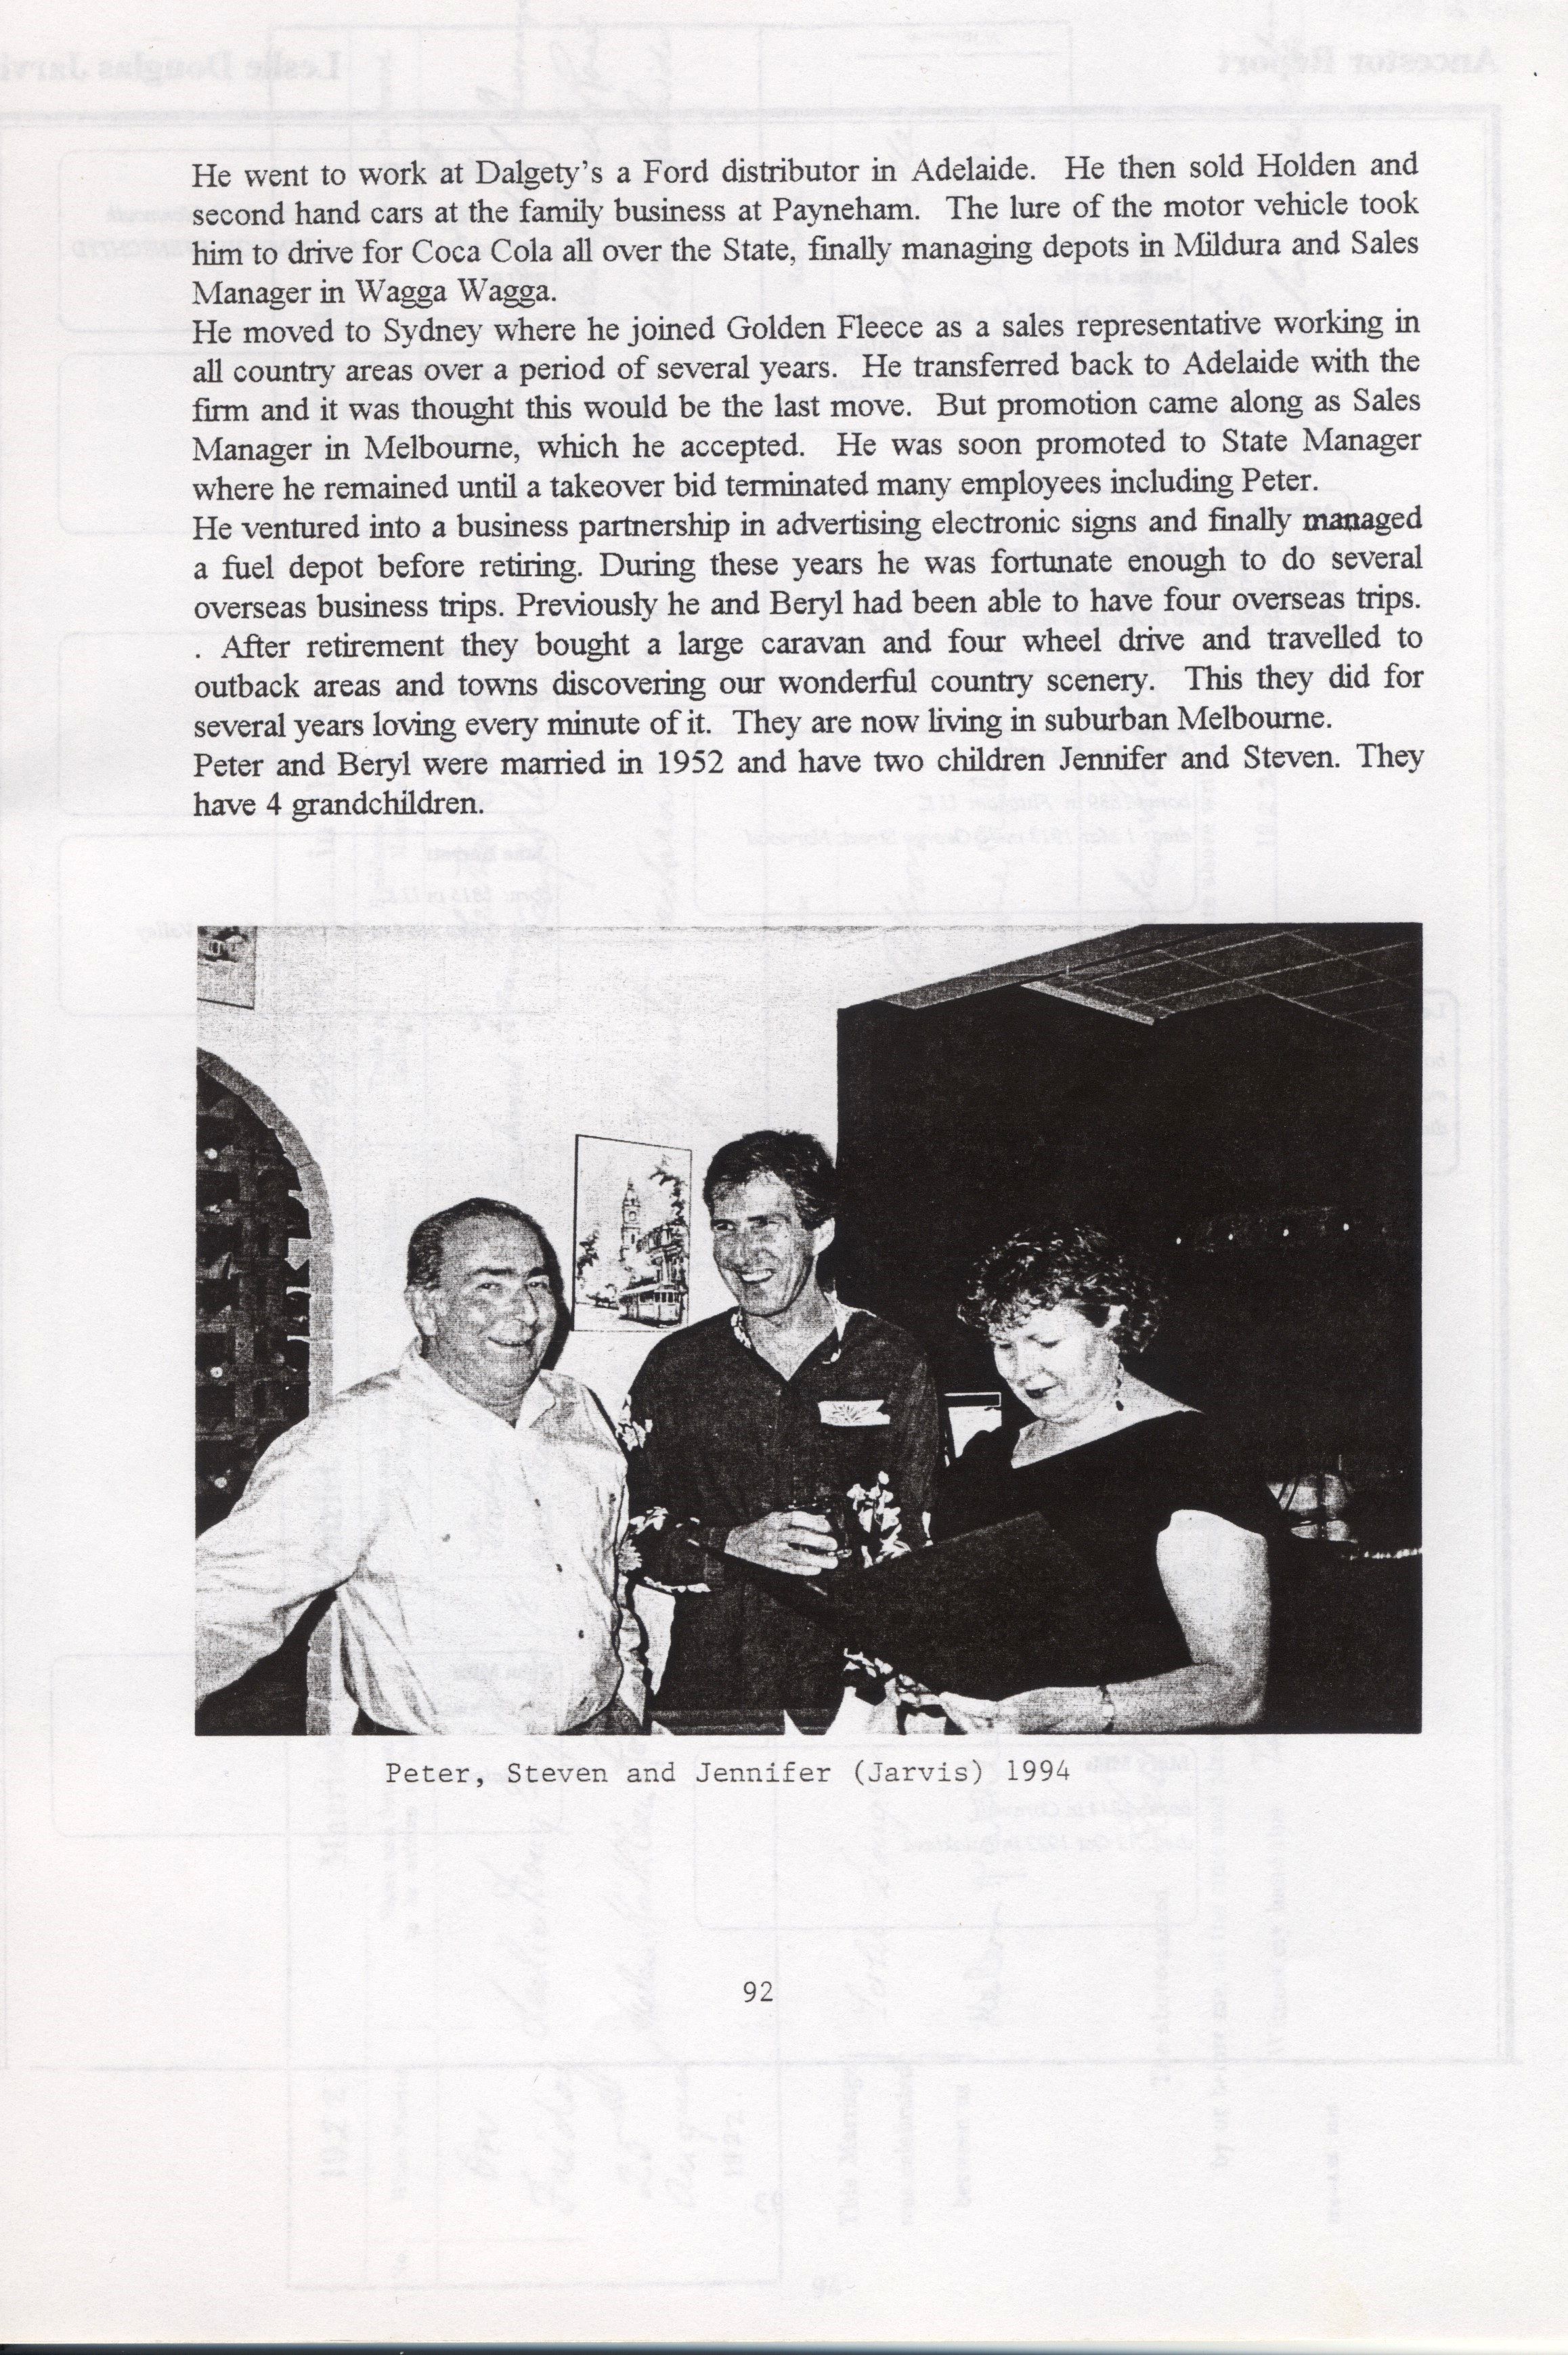 He went to work at Dalgety's a Ford distributor in Adelaide. He then sold Holden and
second hand cars at the family business at Payneham. The lure of the motor vehicle took
him to drive for Coca Cola all over the State, finally managing depots in Mildura and Sales
Manager in Wagga Wagga.
He moved to Sydney where he joined Golden Fleece as a sales representative working in
all country areas over a period of several years. He transferred back to Adelaide with the
firm and it was thought this would be the last move. But promotion came along as Sales
Manager in Melbourne, which he accepted. He was soon promoted to State Manager
where he remained until a takeover bid terminated many employees including Peter.
He ventured into a business partnership in advertising electronic signs and finally managed
a fuel depot before retiring. During these years he was fortunate enough to do several
overseas business trips. Previously he and Beryl had been able to have four overseas trips.
. After retirement they bought a large caravan and four wheel drive and travelled to
outback areas and towns discovering our wonderful country scenery. This they did for
several years loving every minute of it. They are now living in suburban Melbourne.
Peter and Beryl were married in 1952 and have two children Jennifer and Steven. They
have 4 grandchildren.
Peter, Steven and Jennifer (Jarvis) 1994
92